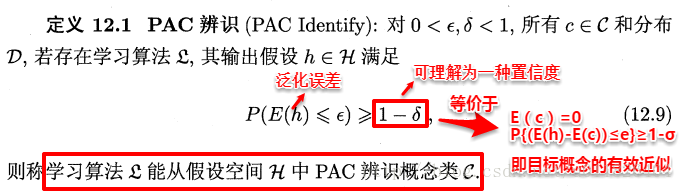 定义 12.1 PAC 辨识 (PAC Identify): 对 0 < ϵ, δ < 1, 所有 c ∈ 𝒞 和分布
𝒟, 若存在学习算法 𝔏, 其输出假设 h ∈ ℋ 满足
泛化误差
可理解为一种置信度
P(E(h) ⩽ ϵ) ⩾ 1 − δ , (12.9)
等价于
E(c)=0
P{(E(h)-E(c))≤e}≥1-σ
即目标概念的有效近似
则称学习算法 𝔏 能从假设空间 ℋ 中 PAC 辨识概念类 𝒞.